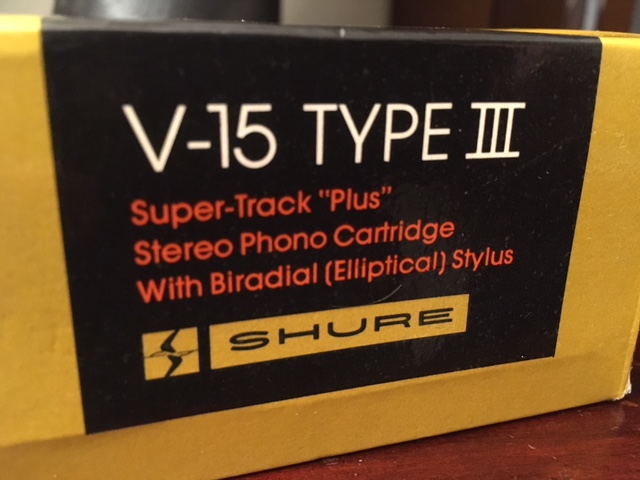 V-15 TYPE III
Super-Track "Plus"
Stereo Phono Cartridge
With Biradial (Elliptical) Stylus
SHURE